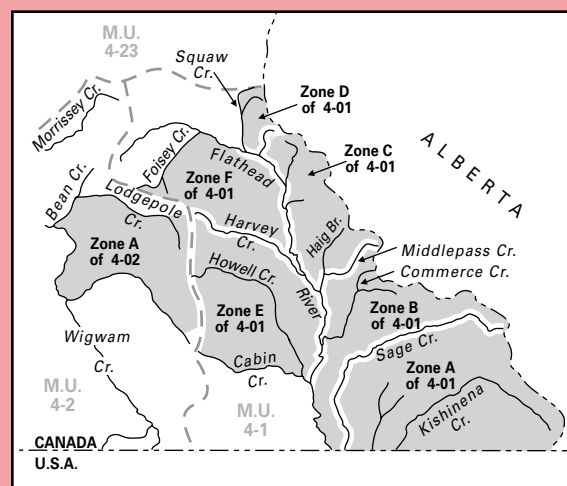 M.U.
4-23
Squaw
Cr.
Morrissey Cr.
Zone D
of 4-01
ALBERTA
Foisey Cr.
Flathead
Zone C
of 4-01
Bean Cr.
Lodgepole
Cr.
Zone F
of 4-01
Harvey
Cr.
Haig Br.
Middlepass Cr.
Commerce Cr.
Zone A
of 4-02
Howell Cr.
River
Zone E
of 4-01
Zone B
of 4-01
Sage Cr.
Wigwam
Cr.
Cabin
Cr.
Zone A
of 4-01
Kishinena
Cr.
M.U.
4-2
M.U.
4-1
CANADA
U.S.A.